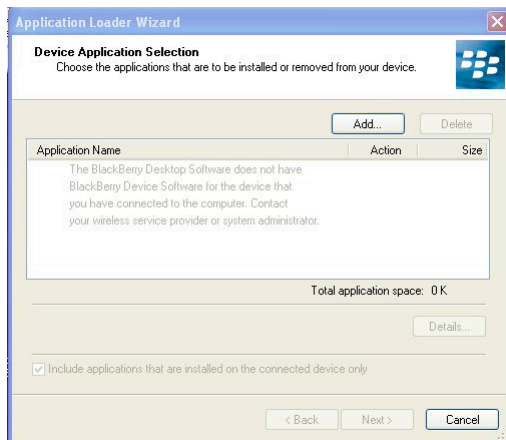 Application Loader Wizard
Device Application Selection
Choose the applications that are to be installed or removed from your device.
Add... Delete
Application Name Action Size
The BlackBerry Desktop Software does not have
BlackBerry Device Software for the device that
you have connected to the computer. Contact
your wireless service provider or system administrator.
Total application space: 0 K
Details...
Include applications that are installed on the connected device only
< Back Next > Cancel